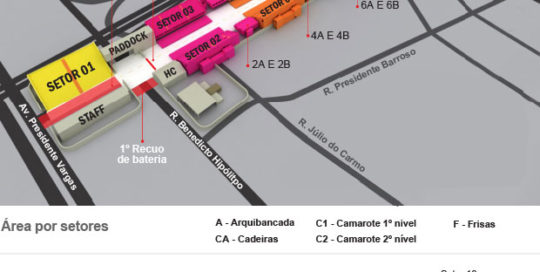 6A E 6B
4A E 4B
SETOR 03
PADDOCK
SETOR 02
2A E 2B
SETOR 01
HC
STAFF
R. Presidente Barroso
Av. Presidente Vargas
1º Recuo
de bateria
R. Benedicto Hipólitpo
R. Júlio do Carmo
Área por setores
A - Arquibancada
C1 - Camarote 1º nível
F - Frisas
CA - Cadeiras
C2 - Camarote 2º nível